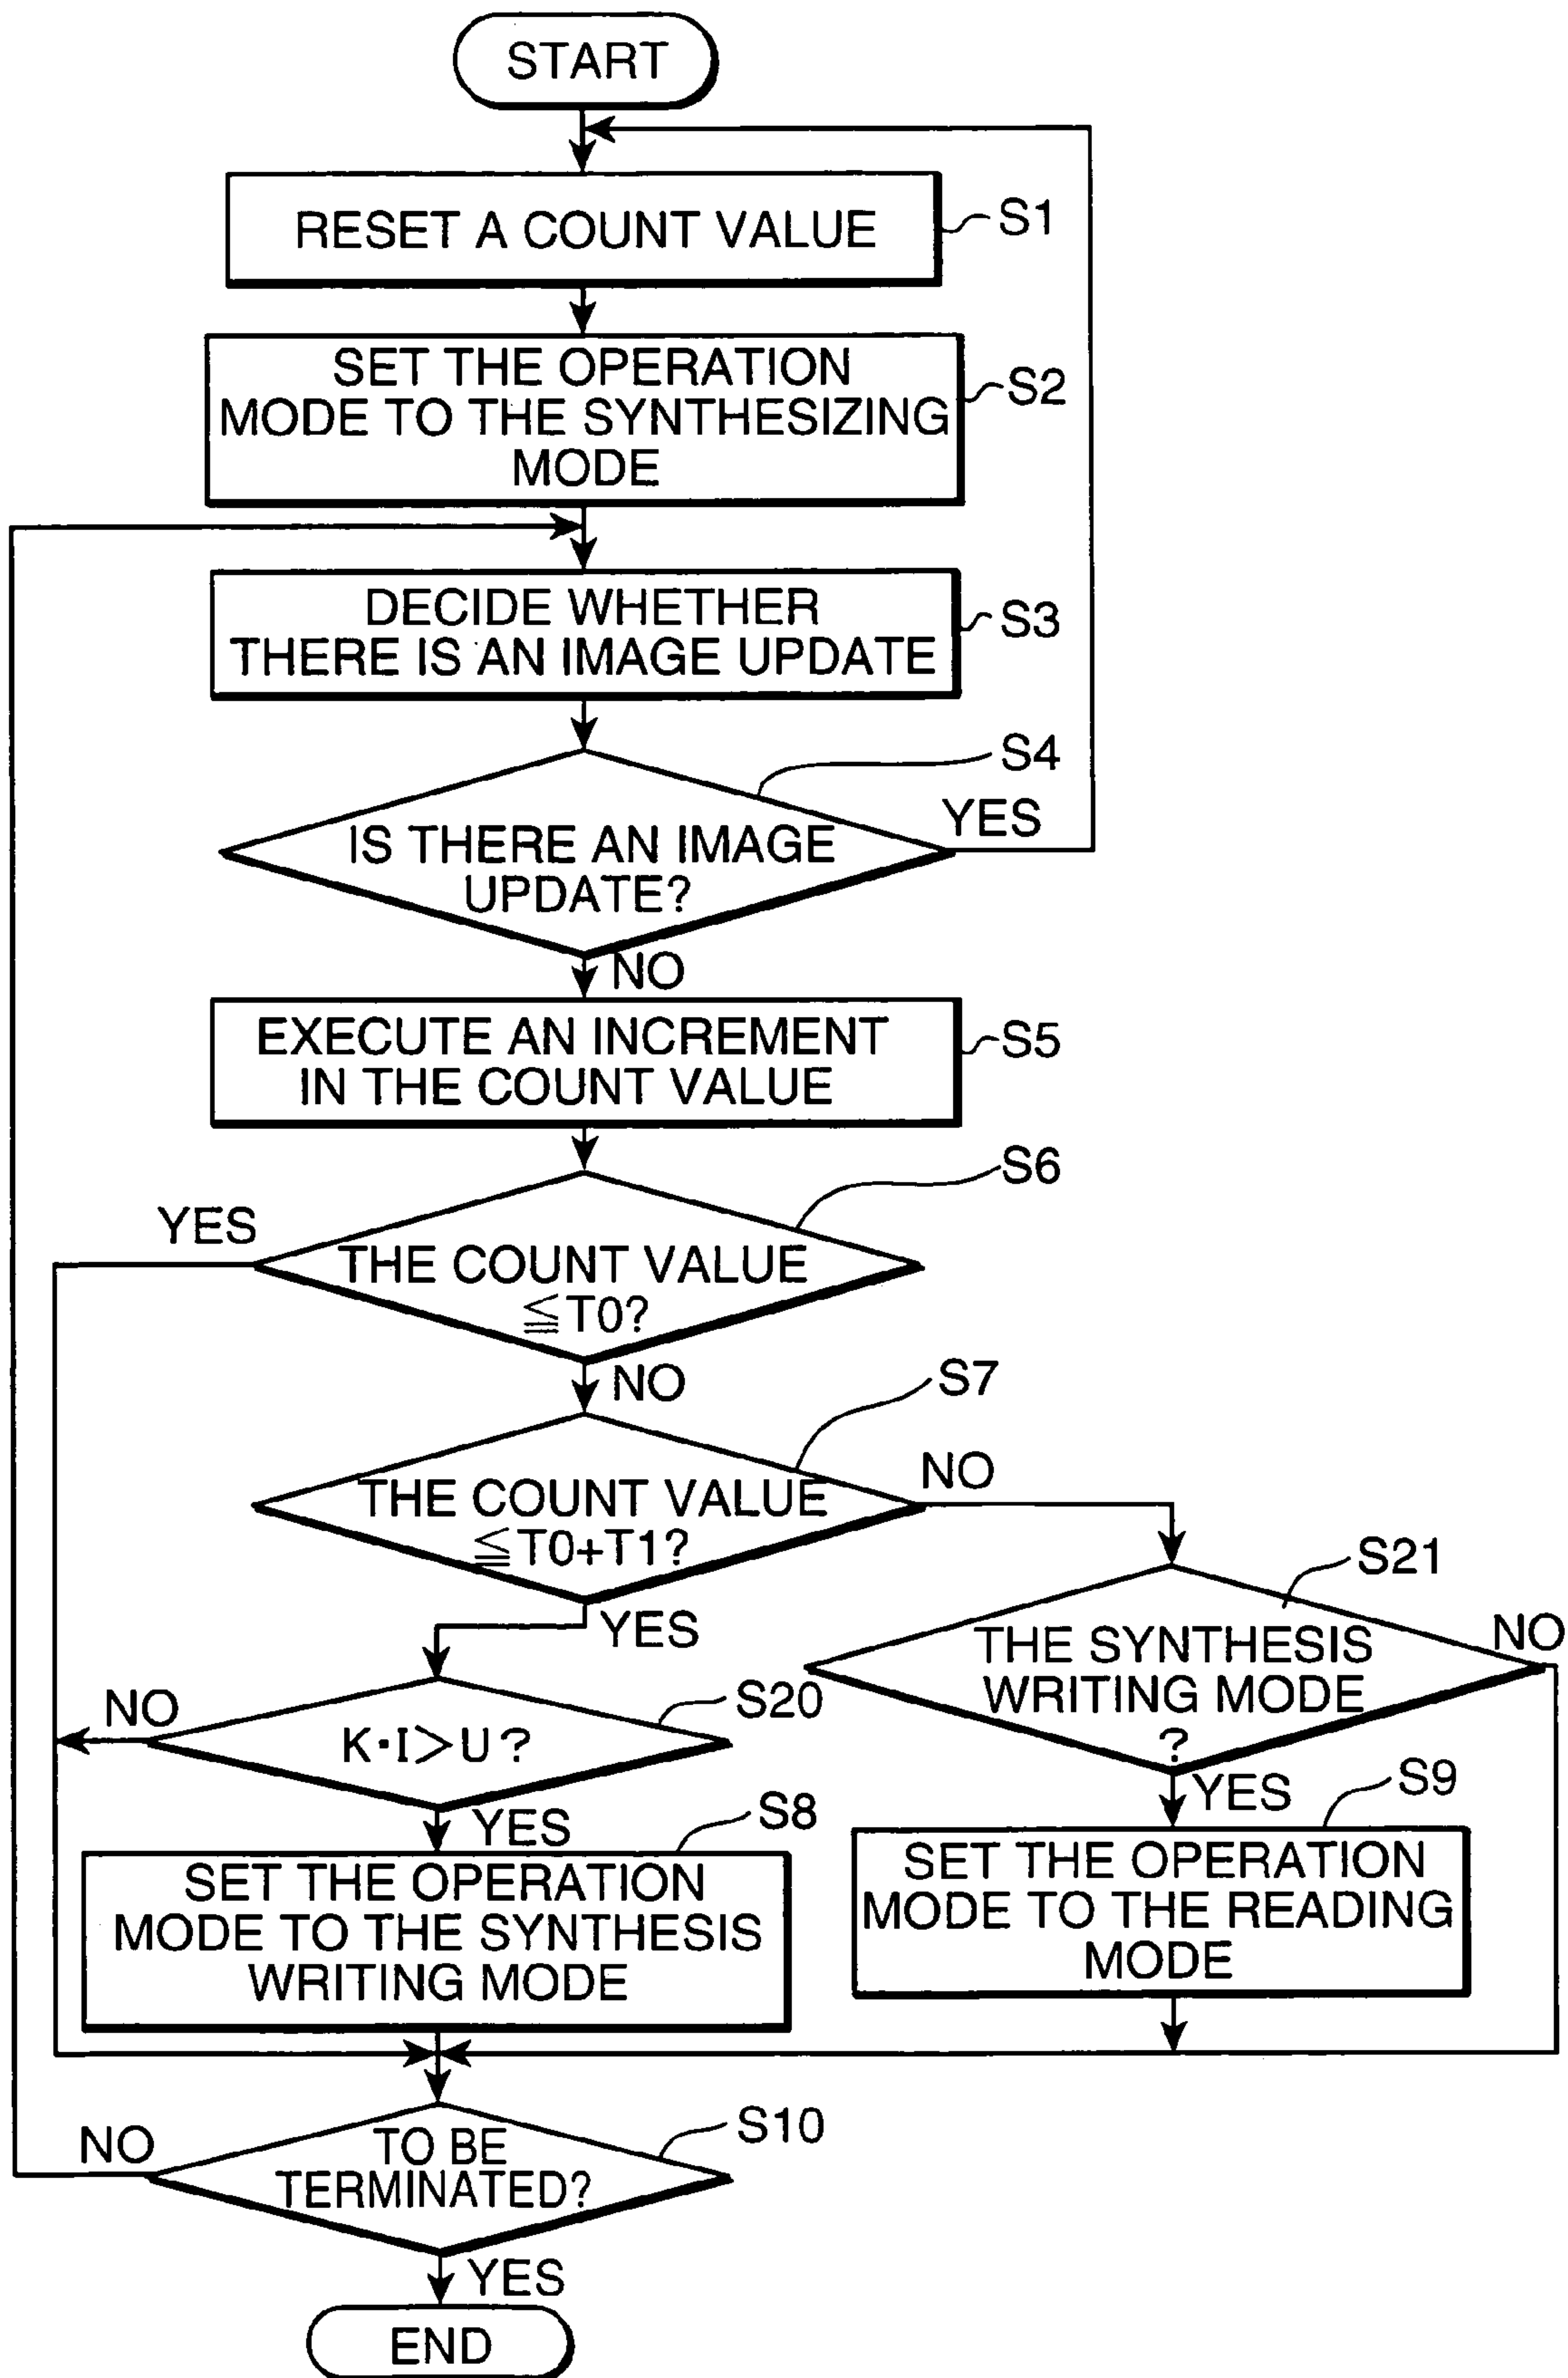 START
RESET A COUNT VALUE
S1
SET THE OPERATION
MODE TO THE SYNTHESIZING
MODE
S2
DECIDE WHETHER
THERE IS AN IMAGE UPDATE
S3
S4
IS THERE AN IMAGE
UPDATE?
YES
NO
EXECUTE AN INCREMENT
IN THE COUNT VALUE
S5
S6
YES
THE COUNT VALUE
≦T0?
NO
S7
THE COUNT VALUE
≦T0+T1?
NO
YES
S21
THE SYNTHESIS
WRITING MODE
?
NO
YES
S20
K·I>U?
NO
YES
S8
SET THE OPERATION
MODE TO THE SYNTHESIS
WRITING MODE
S9
SET THE OPERATION
MODE TO THE READING
MODE
S10
TO BE
TERMINATED?
NO
YES
END